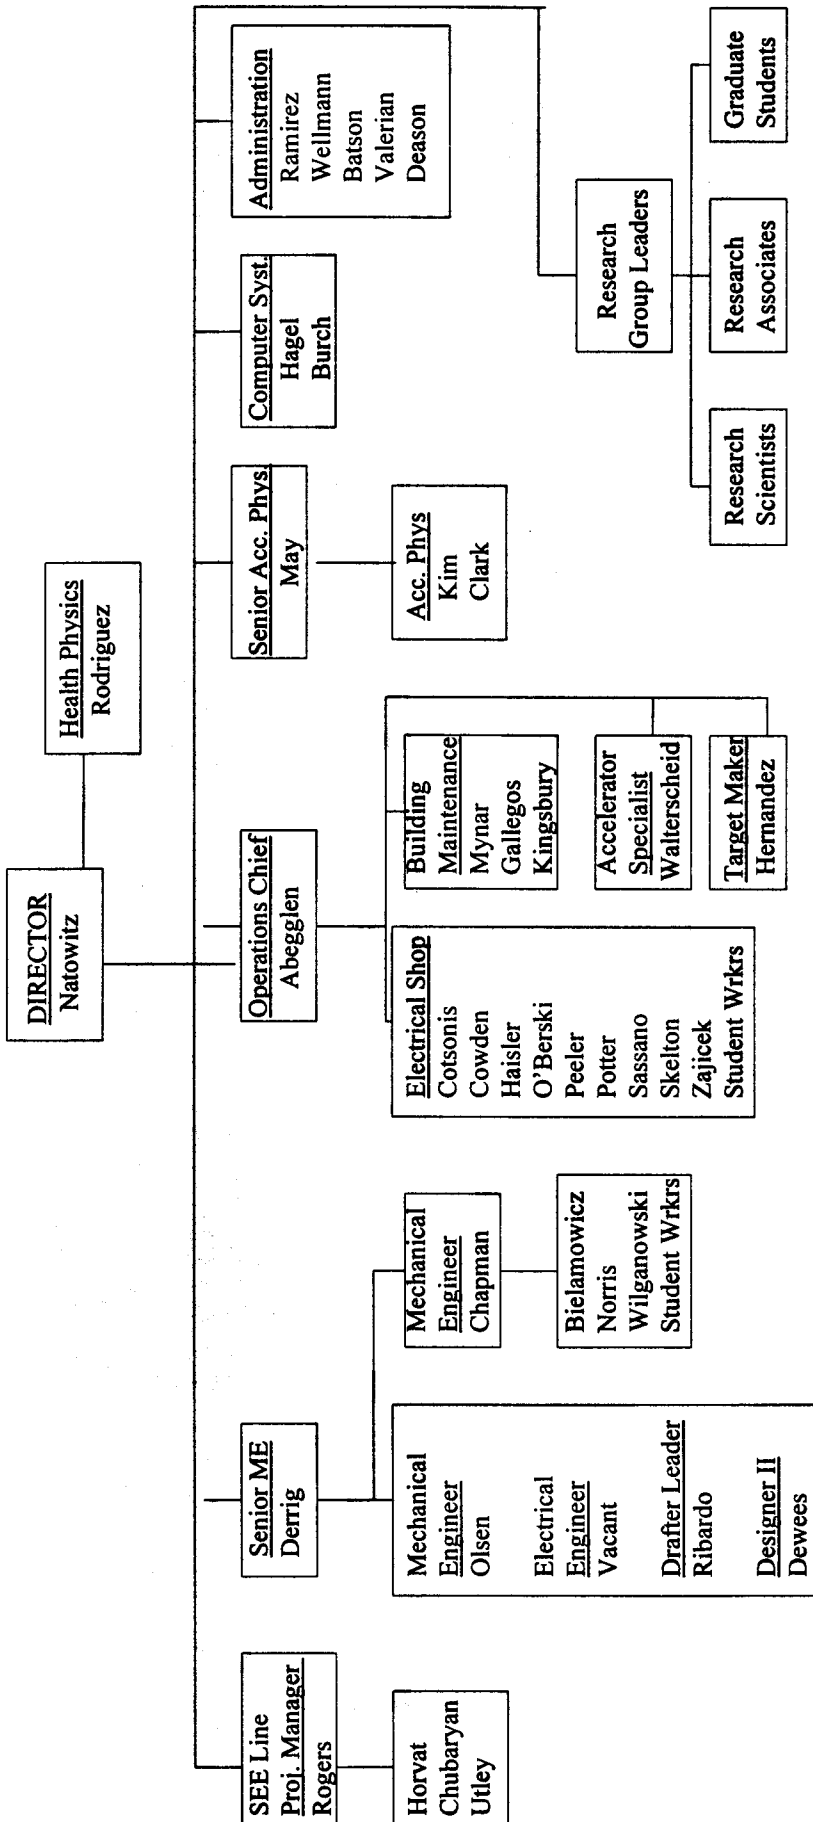 DIRECTOR
Natowitz
Health Physics
Rodriguez
SEE Line
Proj. Manager
Rogers
Horvat
Chubaryan
Utley
Senior ME
Derrig
Mechanical
Engineer
Olsen
Electrical
Engineer
Vacant
Drafter Leader
Ribardo
Designer II
Dewees
Mechanical
Engineer
Chapman
Bielamowicz
Norris
Wilganowski
Student Wrkrs
Operations Chief
Abegglen
Electrical Shop
Cotsonis
Cowden
Haisler
O'Berski
Peeler
Potter
Sassano
Skelton
Zajicek
Student Wrkrs
Building
Maintenance
Mynar
Gallegos
Kingsbury
Accelerator
Specialist
Walterscheid
Target Maker
Hernandez
Senior Acc. Phys.
May
Acc. Phys
Kim
Clark
Computer Syst.
Hagel
Burch
Administration
Ramirez
Wellmann
Batson
Valerian
Deason
Research
Group Leaders
Research
Scientists
Research
Associates
Graduate
Students